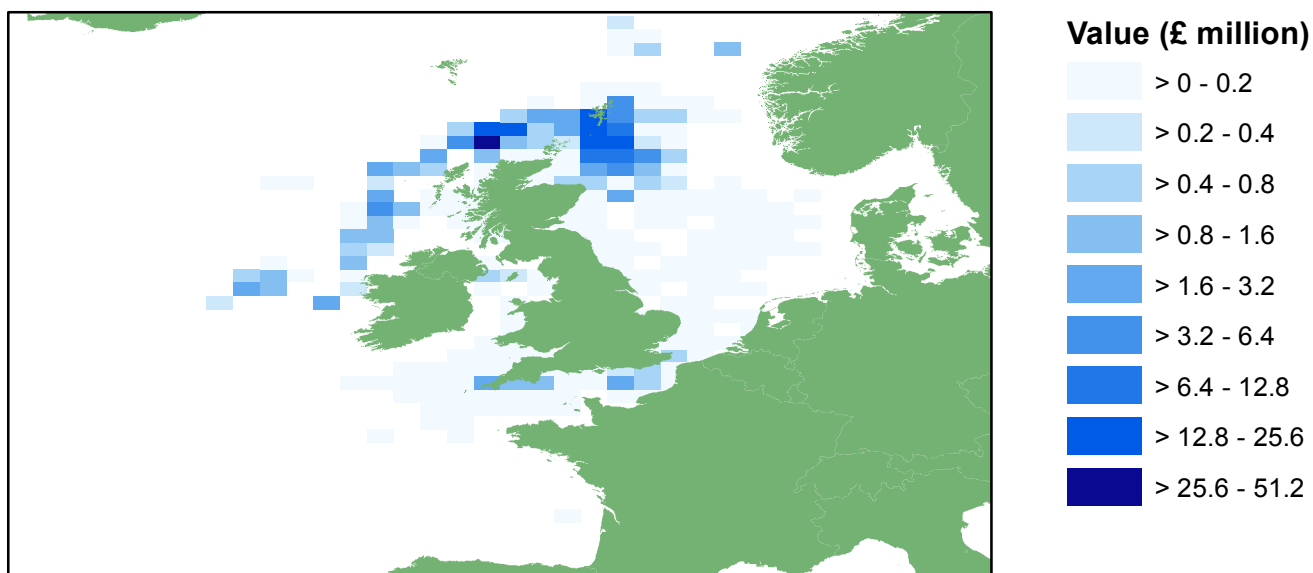 Value (£ million)
> 0 - 0.2
> 0.2 - 0.4
> 0.4 - 0.8
> 0.8 - 1.6
> 1.6 - 3.2
> 3.2 - 6.4
> 6.4 - 12.8
> 12.8 - 25.6
> 25.6 - 51.2